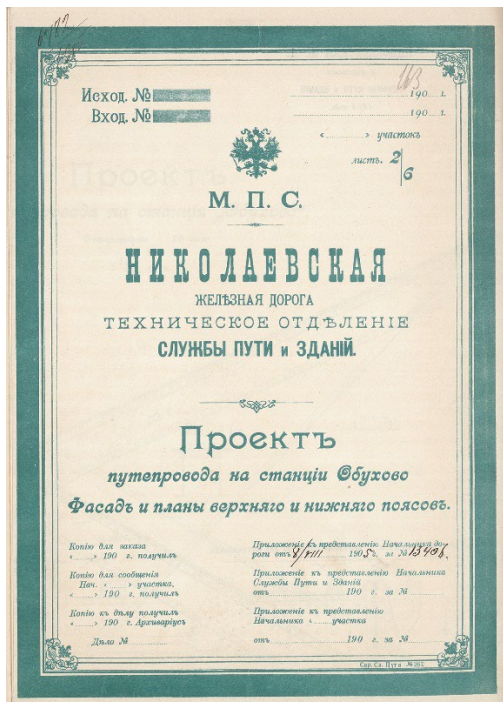 163
Исход. №
190 г.
Вход. №
190 г.
« » участокъ
листъ 2/6
М. П. С.
НИКОЛАЕВСКАЯ
ЖЕЛѢЗНАЯ ДОРОГА
ТЕХНИЧЕСКОЕ ОТДѢЛЕНІЕ
СЛУЖБЫ ПУТИ и ЗДАНІЙ.
Проектъ
путепровода на станціи Обухово
Фасадъ и планы верхняго и нижняго поясовъ.
Копію для заказа
« » 190 г. получилъ
Приложеніе къ представленію Начальника до-
роги отъ 8/VIII 1905 г. за № 13406.
Копію для сообщенія
Нач. « » участка,
« » 190 г. получилъ
Приложеніе къ представленію Начальника
Службы Пути и Зданій
отъ 190 г. за №
Копію къ дѣлу получилъ
« » 190 г. Архиваріусъ
Дѣло №
Приложеніе къ представленію
Начальника « участка
отъ 190 г. за №